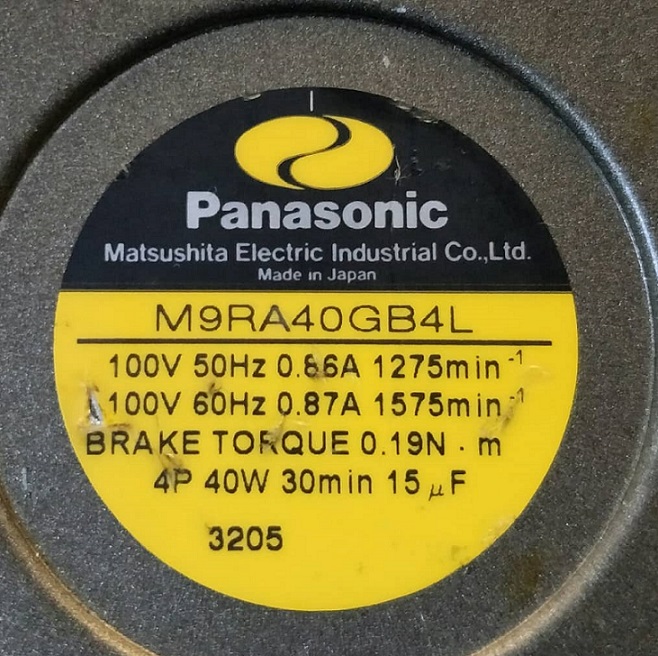 Panasonic
Matsushita Electric Industrial Co.,Ltd.
Made in Japan
M9RA40GB4L
100V 50Hz 0.86A 1275min⁻¹
100V 60Hz 0.87A 1575min⁻¹
BRAKE TORQUE 0.19N · m
4P 40W 30min 15 μF
3205